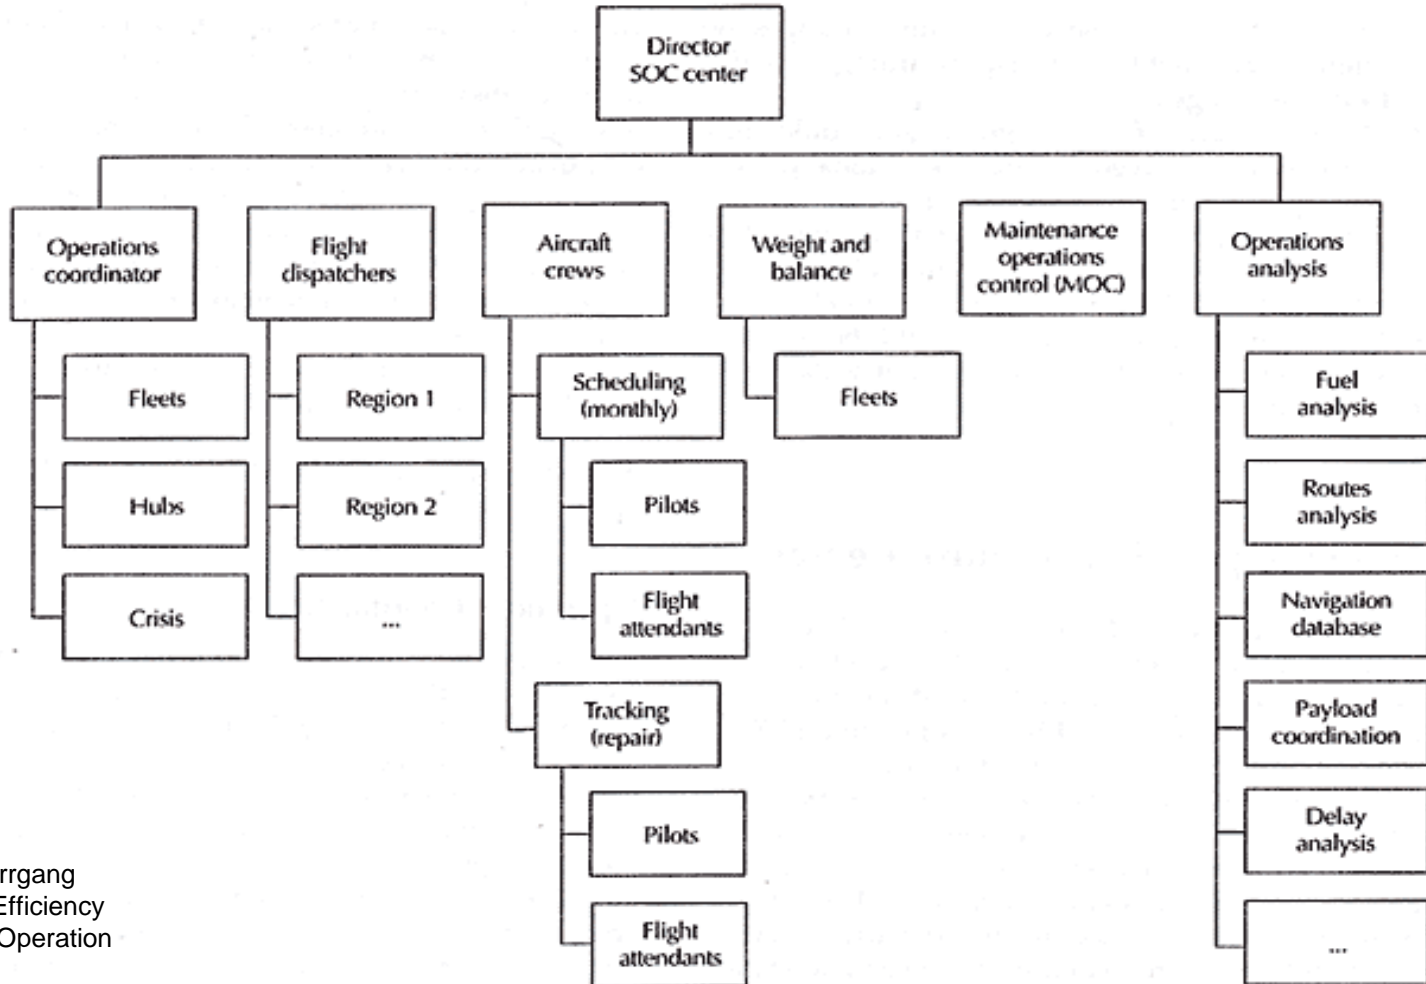 Director
SOC center
Operations
coordinator
Fleets
Hubs
Crisis
Flight
dispatchers
Region 1
Region 2
...
Aircraft
crews
Scheduling
(monthly)
Pilots
Flight
attendants
Tracking
(repair)
Pilots
Flight
attendants
Weight and
balance
Fleets
Maintenance
operations
control (MOC)
Operations
analysis
Fuel
analysis
Routes
analysis
Navigation
database
Payload
coordination
Delay
analysis
...
rrgang
Efficiency
Operation